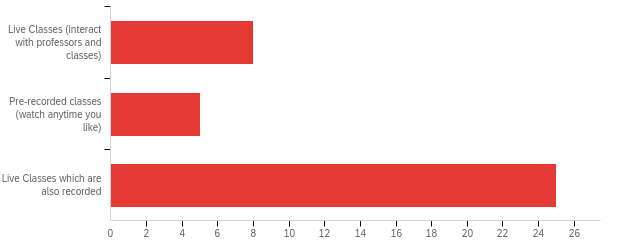 Live Classes (interact
with professors and
classes)
Pre-recorded classes
(watch anytime you
like)
Live Classes which are
also recorded
0 2 4 6 8 10 12 14 16 18 20 22 24 26